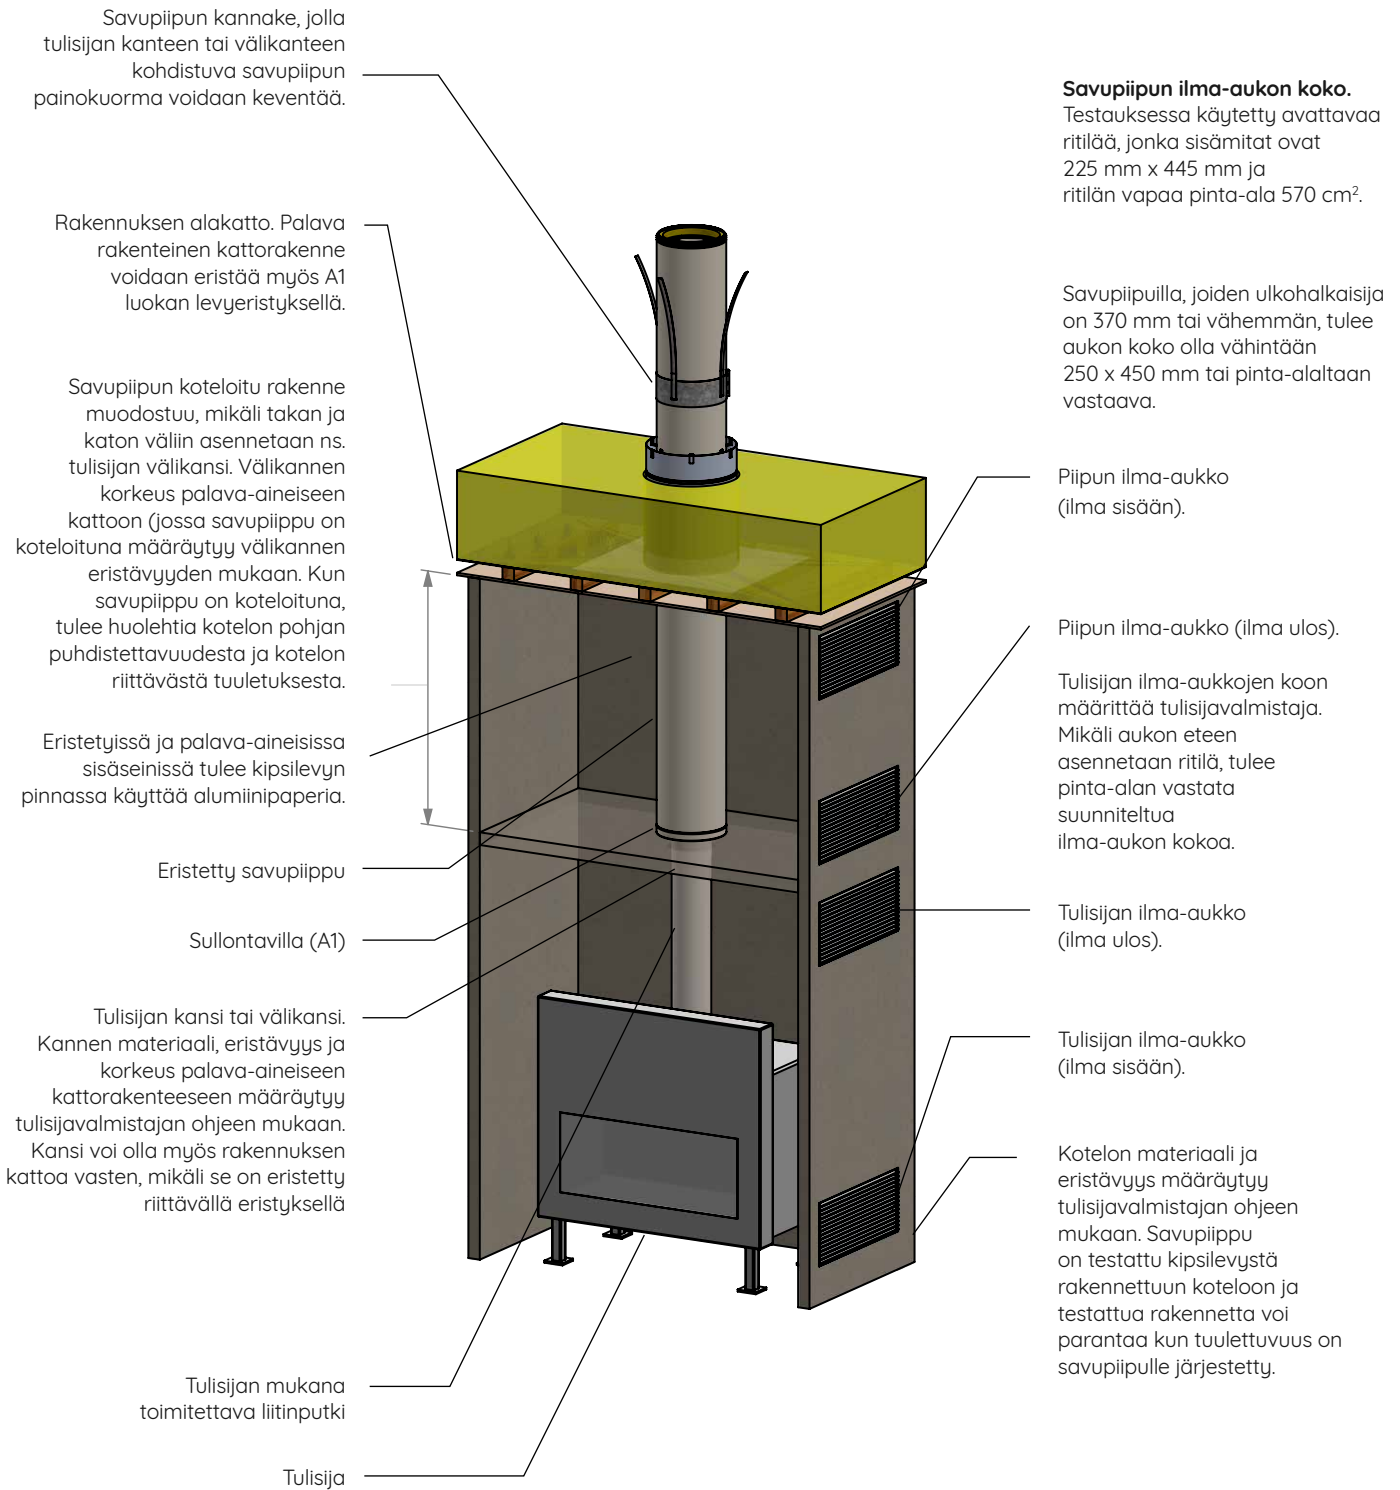 Savupiipun kannake, jolla
tulisijan kanteen tai välikanteen
kohdistuva savupiipun
painokuorma voidaan keventää.
Rakennuksen alakatto. Palava
rakenteinen kattorakenne
voidaan eristää myös A1
luokan levyeristyksellä.
Savupiipun koteloitu rakenne
muodostuu, mikäli takan ja
katon väliin asennetaan ns.
tulisijan välikansi. Välikannen
korkeus palava-aineiseen
kattoon (jossa savupiippu on
koteloituna määräytyy välikannen
eristävyyden mukaan. Kun
savupiippu on koteloituna,
tulee huolehtia kotelon pohjan
puhdistettavuudesta ja kotelon
riittävästä tuuletuksesta.
Eristetyissä ja palava-aineisissa
sisäseinissä tulee kipsilevyn
pinnassa käyttää alumiinipaperia.
Eristetty savupiippu
Sullontavilla (A1)
Tulisijan kansi tai välikansi.
Kannen materiaali, eristävyys ja
korkeus palava-aineiseen
kattorakenteeseen määräytyy
tulisijavalmistajan ohjeen mukaan.
Kansi voi olla myös rakennuksen
kattoa vasten, mikäli se on eristetty
riittävällä eristyksellä
Tulisijan mukana
toimitettava liitinputki
Tulisija
Savupiipun ilma-aukon koko.
Testauksessa käytetty avattavaa
ritilää, jonka sisämitat ovat
225 mm x 445 mm ja
ritilän vapaa pinta-ala 570 cm².
Savupiipuilla, joiden ulkohalkaisija
on 370 mm tai vähemmän, tulee
aukon koko olla vähintään
250 x 450 mm tai pinta-alaltaan
vastaava.
Piipun ilma-aukko
(ilma sisään).
Piipun ilma-aukko (ilma ulos).
Tulisijan ilma-aukkojen koon
määrittää tulisijavalmistaja.
Mikäli aukon eteen
asennetaan ritilä, tulee
pinta-alan vastata
suunniteltua
ilma-aukon kokoa.
Tulisijan ilma-aukko
(ilma ulos).
Tulisijan ilma-aukko
(ilma sisään).
Kotelon materiaali ja
eristävyys määräytyy
tulisijavalmistajan ohjeen
mukaan. Savupiippu
on testattu kipsilevystä
rakennettuun koteloon ja
testattua rakennetta voi
parantaa kun tuulettuvuus on
savupiipulle järjestetty.